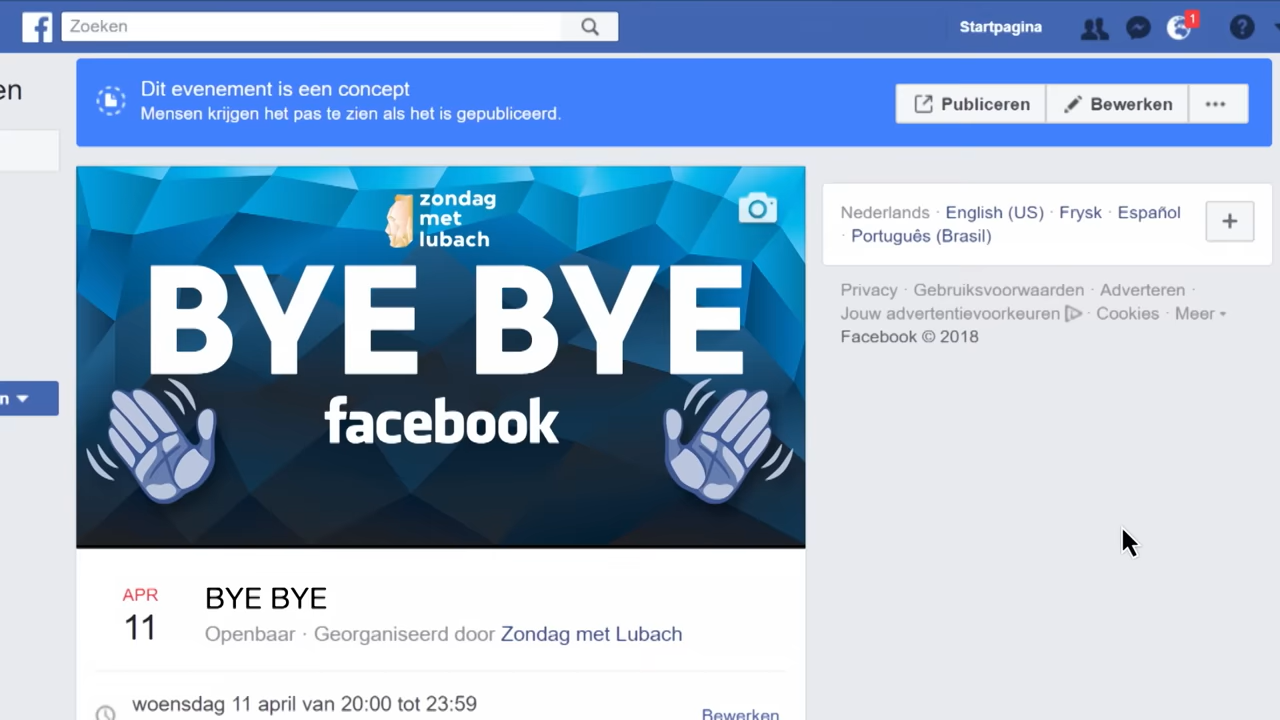 Zoeken
Startpagina
1
en
Dit evenement is een concept
Mensen krijgen het pas te zien als het is gepubliceerd.
Publiceren
Bewerken
zondag
met
lubach
BYE BYE
facebook
Nederlands · English (US) · Frysk · Español
· Português (Brasil)
Privacy · Gebruiksvoorwaarden · Adverteren ·
Jouw advertentievoorkeuren · Cookies · Meer
Facebook © 2018
n
APR
11
BYE BYE
Openbaar · Georganiseerd door Zondag met Lubach
woensdag 11 april van 20:00 tot 23:59
Bewerken